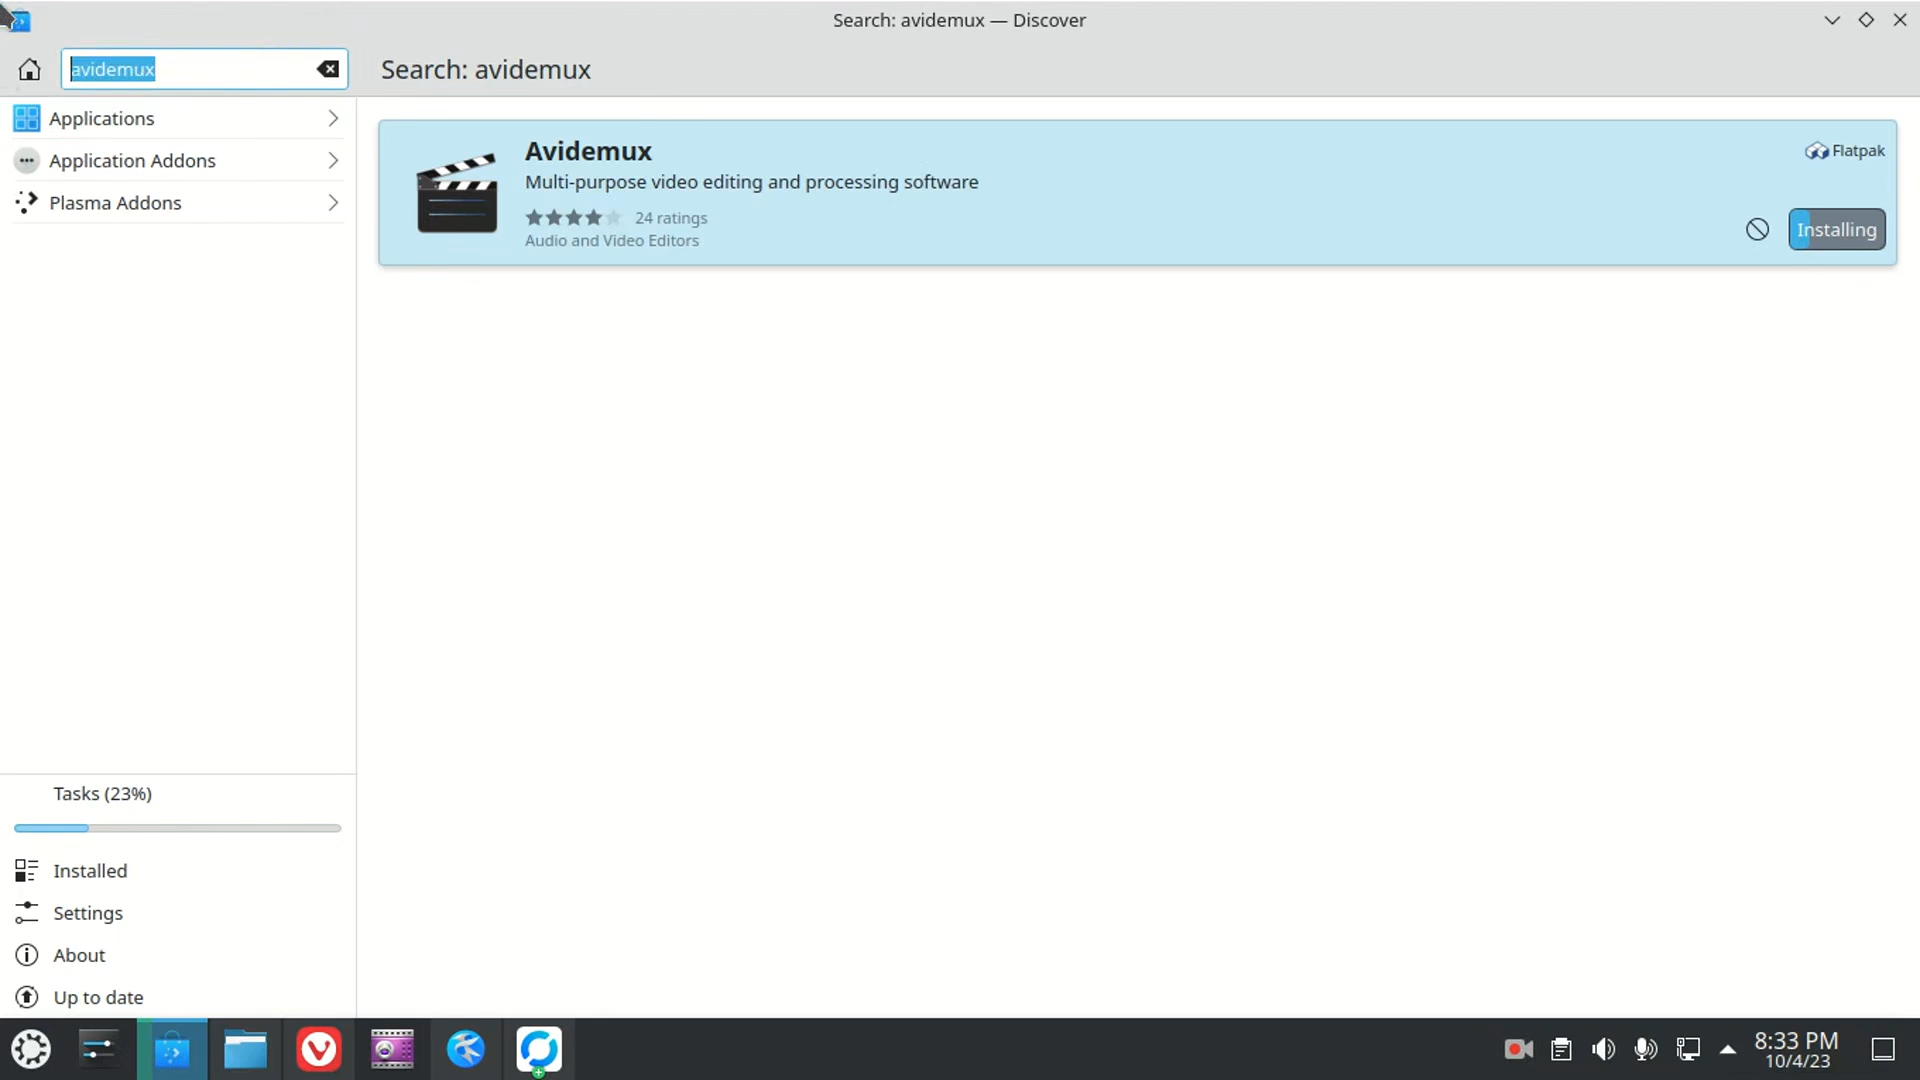 Search: avidemux — Discover
avidemux
Search: avidemux
Applications
Application Addons
Plasma Addons
Avidemux
Flatpak
Multi-purpose video editing and processing software
24 ratings
Audio and Video Editors
Installing
Tasks (23%)
Installed
Settings
About
Up to date
8:33 PM
10/4/23